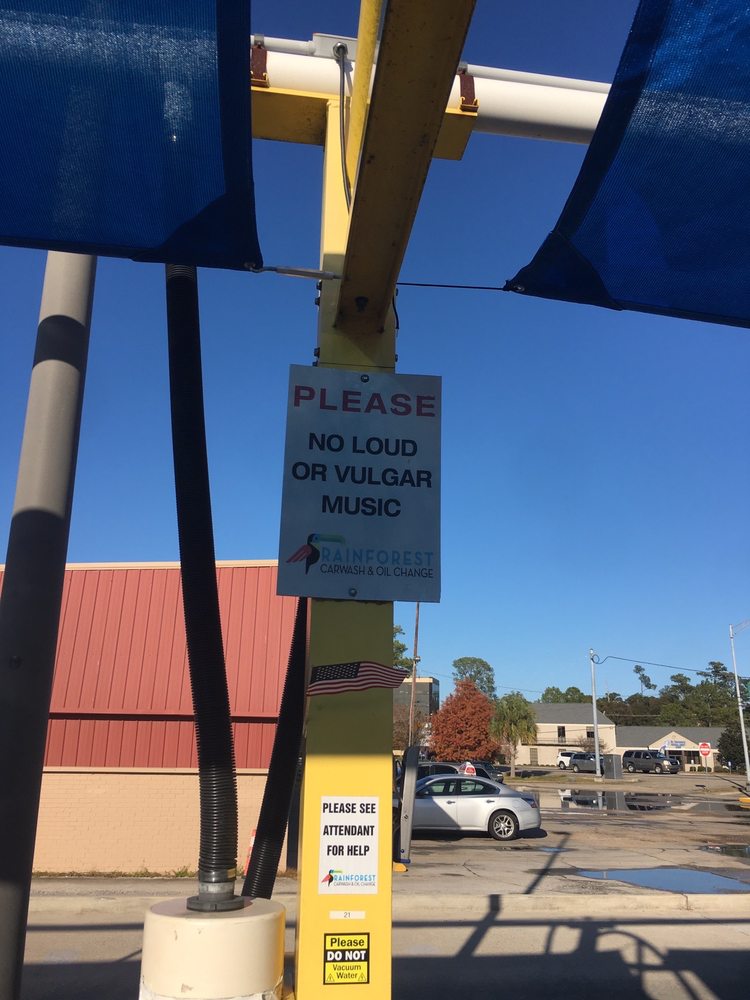 PLEASE
NO LOUD
OR VULGAR
MUSIC
RAINFOREST
CARWASH & OIL CHANGE
PLEASE SEE
ATTENDANT
FOR HELP
RAINFOREST
CARWASH & OIL CHANGE
21
Please
DO NOT
Vacuum
Water